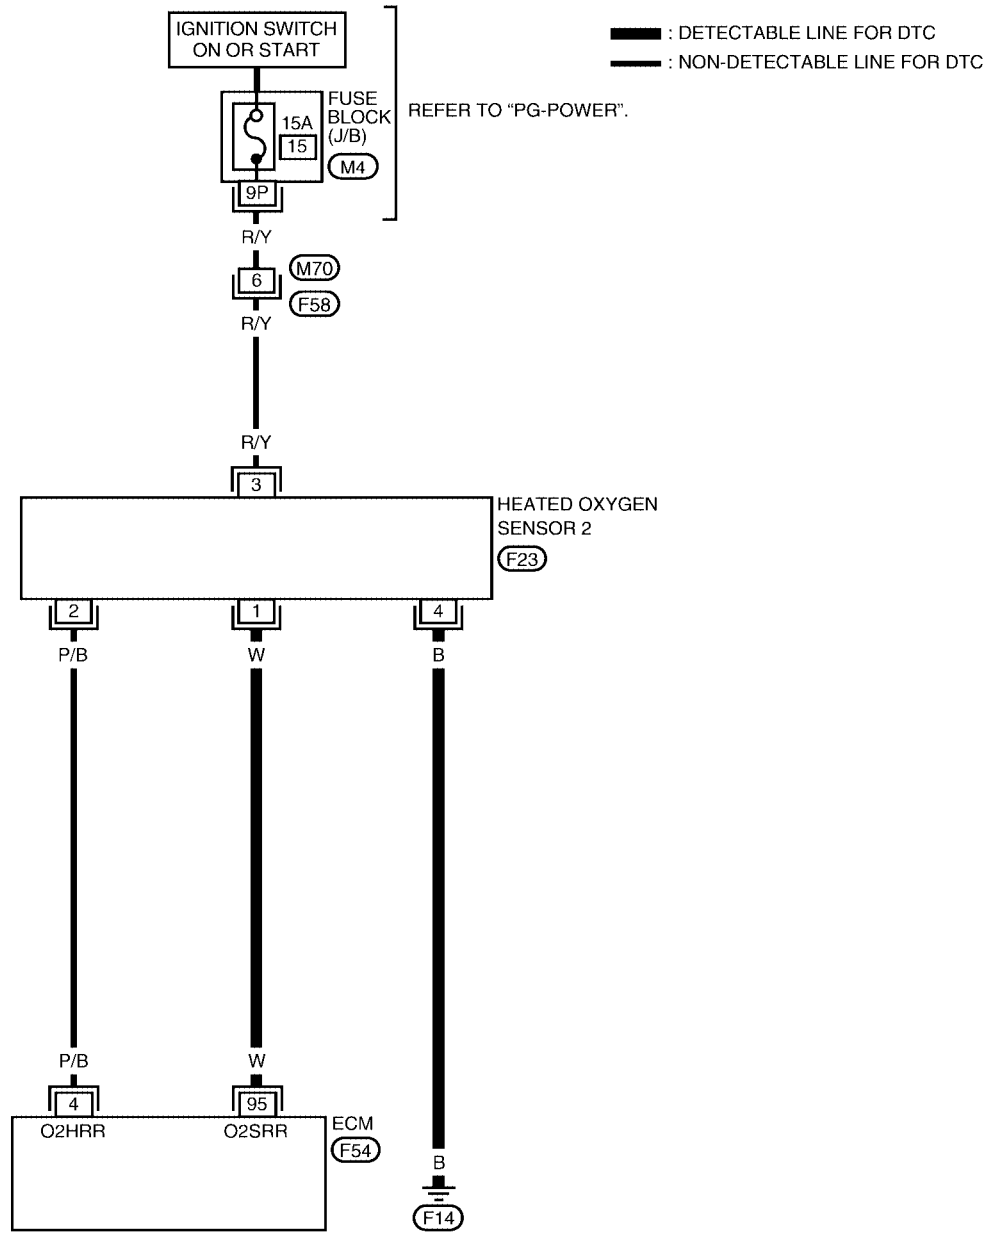 IGNITION SWITCH
ON OR START
: DETECTABLE LINE FOR DTC
: NON-DETECTABLE LINE FOR DTC
FUSE
BLOCK
(J/B)
REFER TO “PG-POWER”.
15A
15
M4
9P
R/Y
M70
6
F58
R/Y
R/Y
3
HEATED OXYGEN
SENSOR 2
F23
2
1
4
P/B
W
B
P/B
W
4
95
O2HRR
O2SRR
ECM
F54
B
F14